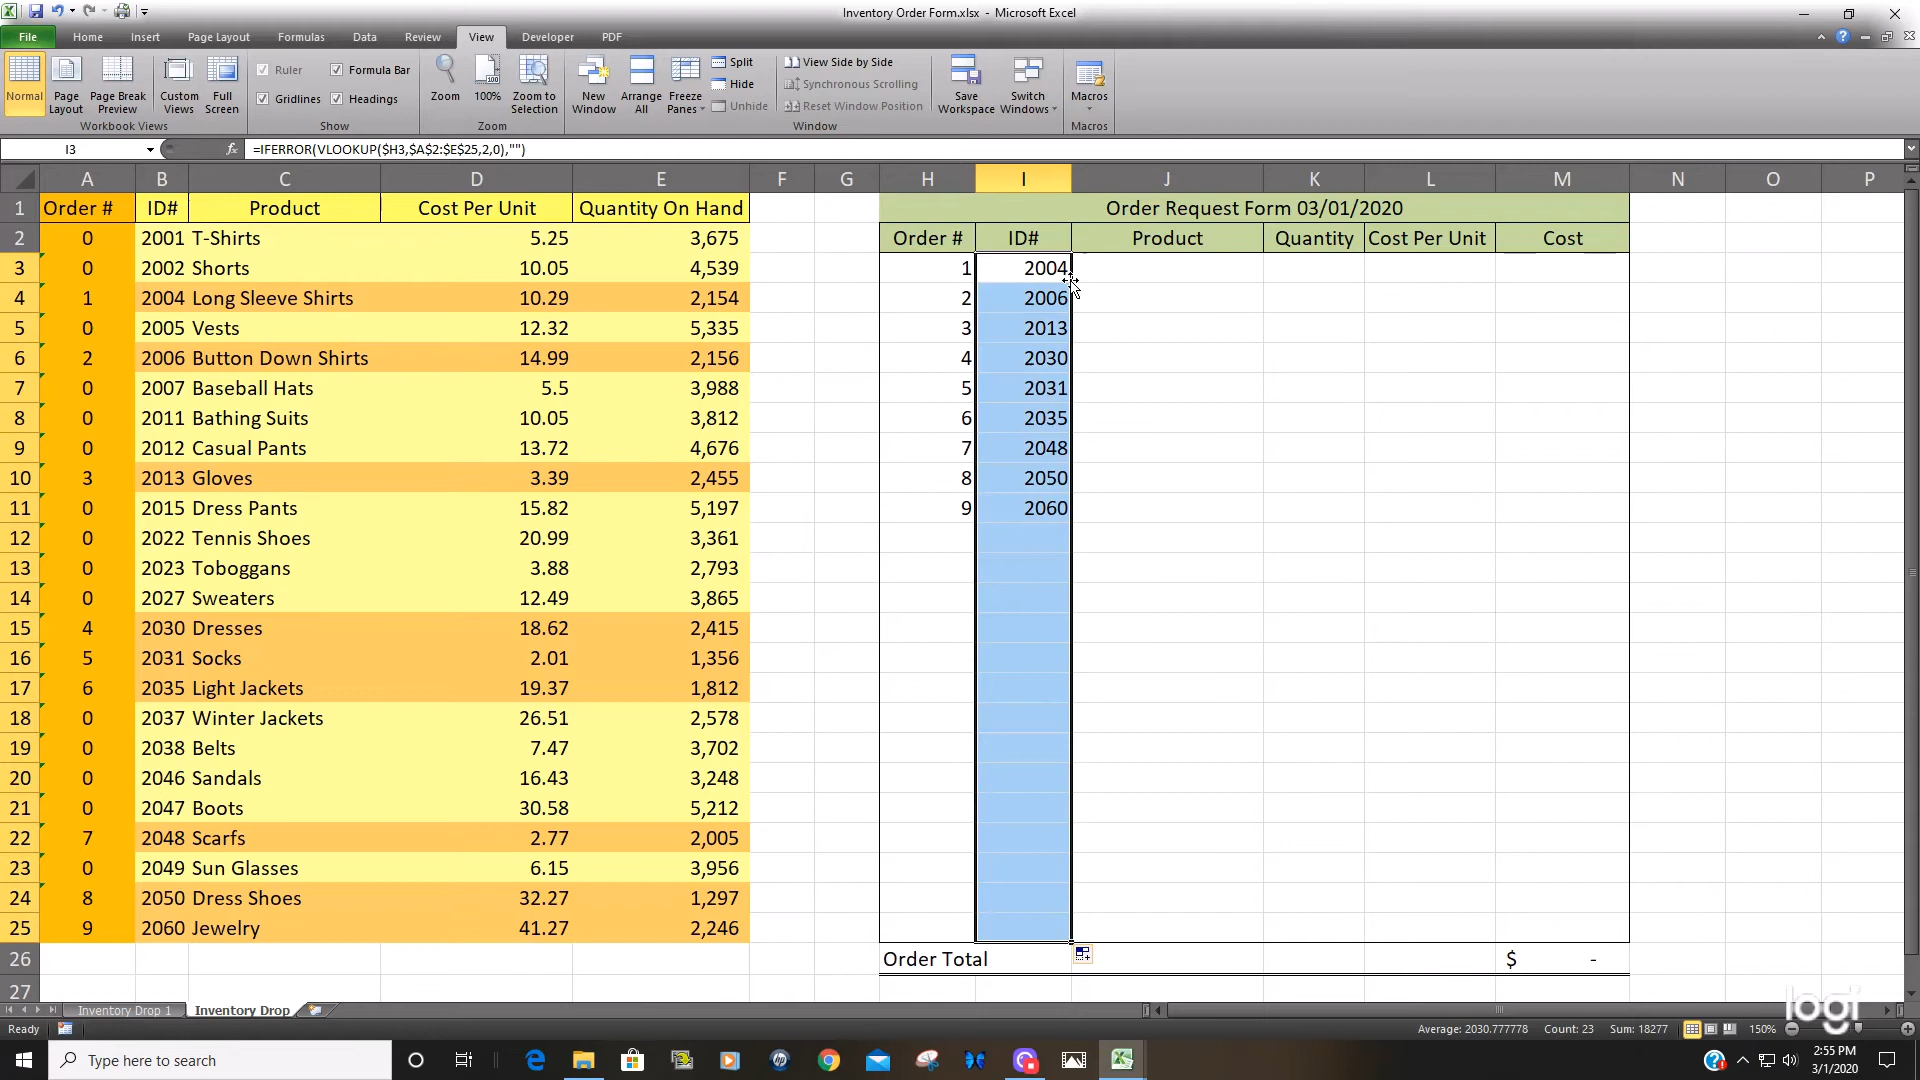 Inventory Order Form.xlsx - Microsoft Excel
File Home Insert Page Layout Formulas Data Review View Developer PDF
Normal Page Layout Page Break Preview Custom Views Full Screen
Workbook Views
Ruler Formula Bar
Gridlines Headings
Show
Zoom 100% Zoom to Selection
Zoom
New Window Arrange All Freeze Panes
Split View Side by Side
Hide Synchronous Scrolling
Unhide Reset Window Position
Window
Save Workspace Switch Windows
Macros
Macros
I3 fx =IFERROR(VLOOKUP($H3,$A$2:$E$25,2,0),"")
A B C D E F G H I J K L M N O P
1 Order # ID# Product Cost Per Unit Quantity On Hand Order Request Form 03/01/2020
2 0 2001 T-Shirts 5.25 3,675 Order # ID# Product Quantity Cost Per Unit Cost
3 0 2002 Shorts 10.05 4,539 1 2004
4 1 2004 Long Sleeve Shirts 10.29 2,154 2 2006
5 0 2005 Vests 12.32 5,335 3 2013
6 2 2006 Button Down Shirts 14.99 2,156 4 2030
7 0 2007 Baseball Hats 5.5 3,988 5 2031
8 0 2011 Bathing Suits 10.05 3,812 6 2035
9 0 2012 Casual Pants 13.72 4,676 7 2048
10 3 2013 Gloves 3.39 2,455 8 2050
11 0 2015 Dress Pants 15.82 5,197 9 2060
12 0 2022 Tennis Shoes 20.99 3,361
13 0 2023 Toboggans 3.88 2,793
14 0 2027 Sweaters 12.49 3,865
15 4 2030 Dresses 18.62 2,415
16 5 2031 Socks 2.01 1,356
17 6 2035 Light Jackets 19.37 1,812
18 0 2037 Winter Jackets 26.51 2,578
19 0 2038 Belts 7.47 3,702
20 0 2046 Sandals 16.43 3,248
21 0 2047 Boots 30.58 5,212
22 7 2048 Scarfs 2.77 2,005
23 0 2049 Sun Glasses 6.15 3,956
24 8 2050 Dress Shoes 32.27 1,297
25 9 2060 Jewelry 41.27 2,246
26 Order Total $ -
27
Inventory Drop 1 Inventory Drop
logi
Ready Average: 2030.777778 Count: 23 Sum: 18277 150%
Type here to search
2:55 PM
3/1/2020